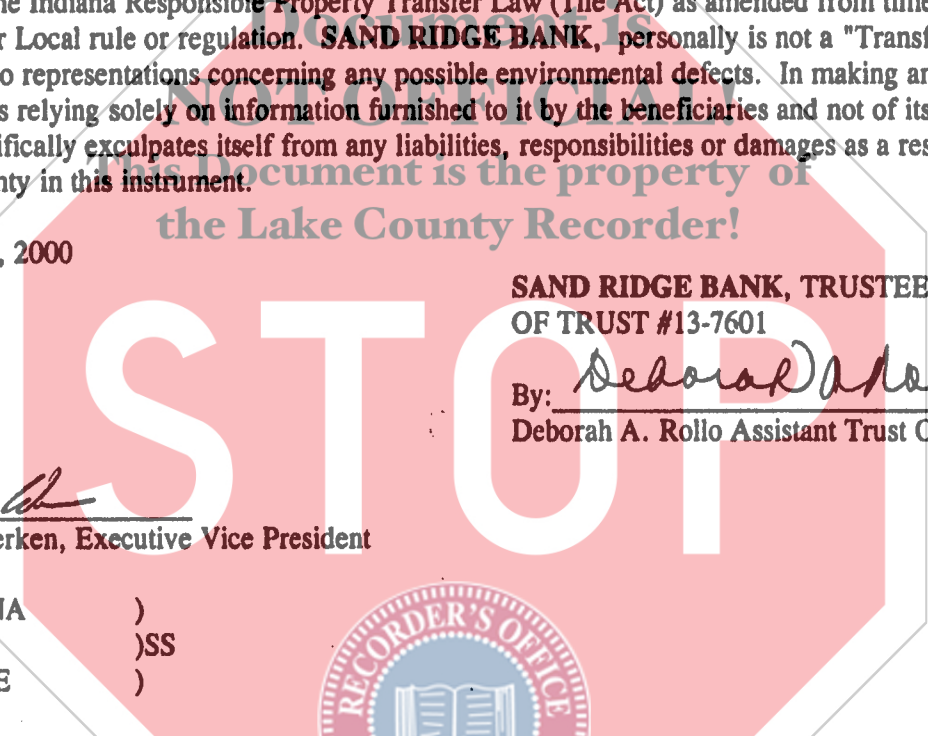 he Indiana Responsible Property Transfer Law (The Act) as amended from time
r Local rule or regulation. SAND RIDGE BANK, personally is not a "Transf
o representations concerning any possible environmental defects. In making an
s relying solely on information furnished to it by the beneficiaries and not of its
ifically exculpates itself from any liabilities, responsibilities or damages as a res
nty in this instrument.
Document is
NOT OFFICIAL!
This Document is the property of
the Lake County Recorder!
, 2000
SAND RIDGE BANK, TRUSTEE
OF TRUST #13-7601
STOP
By: Deborah A Ro
Deborah A. Rollo Assistant Trust O
erken, Executive Vice President
NA )
)SS
E )
RECORDER'S OFFICE